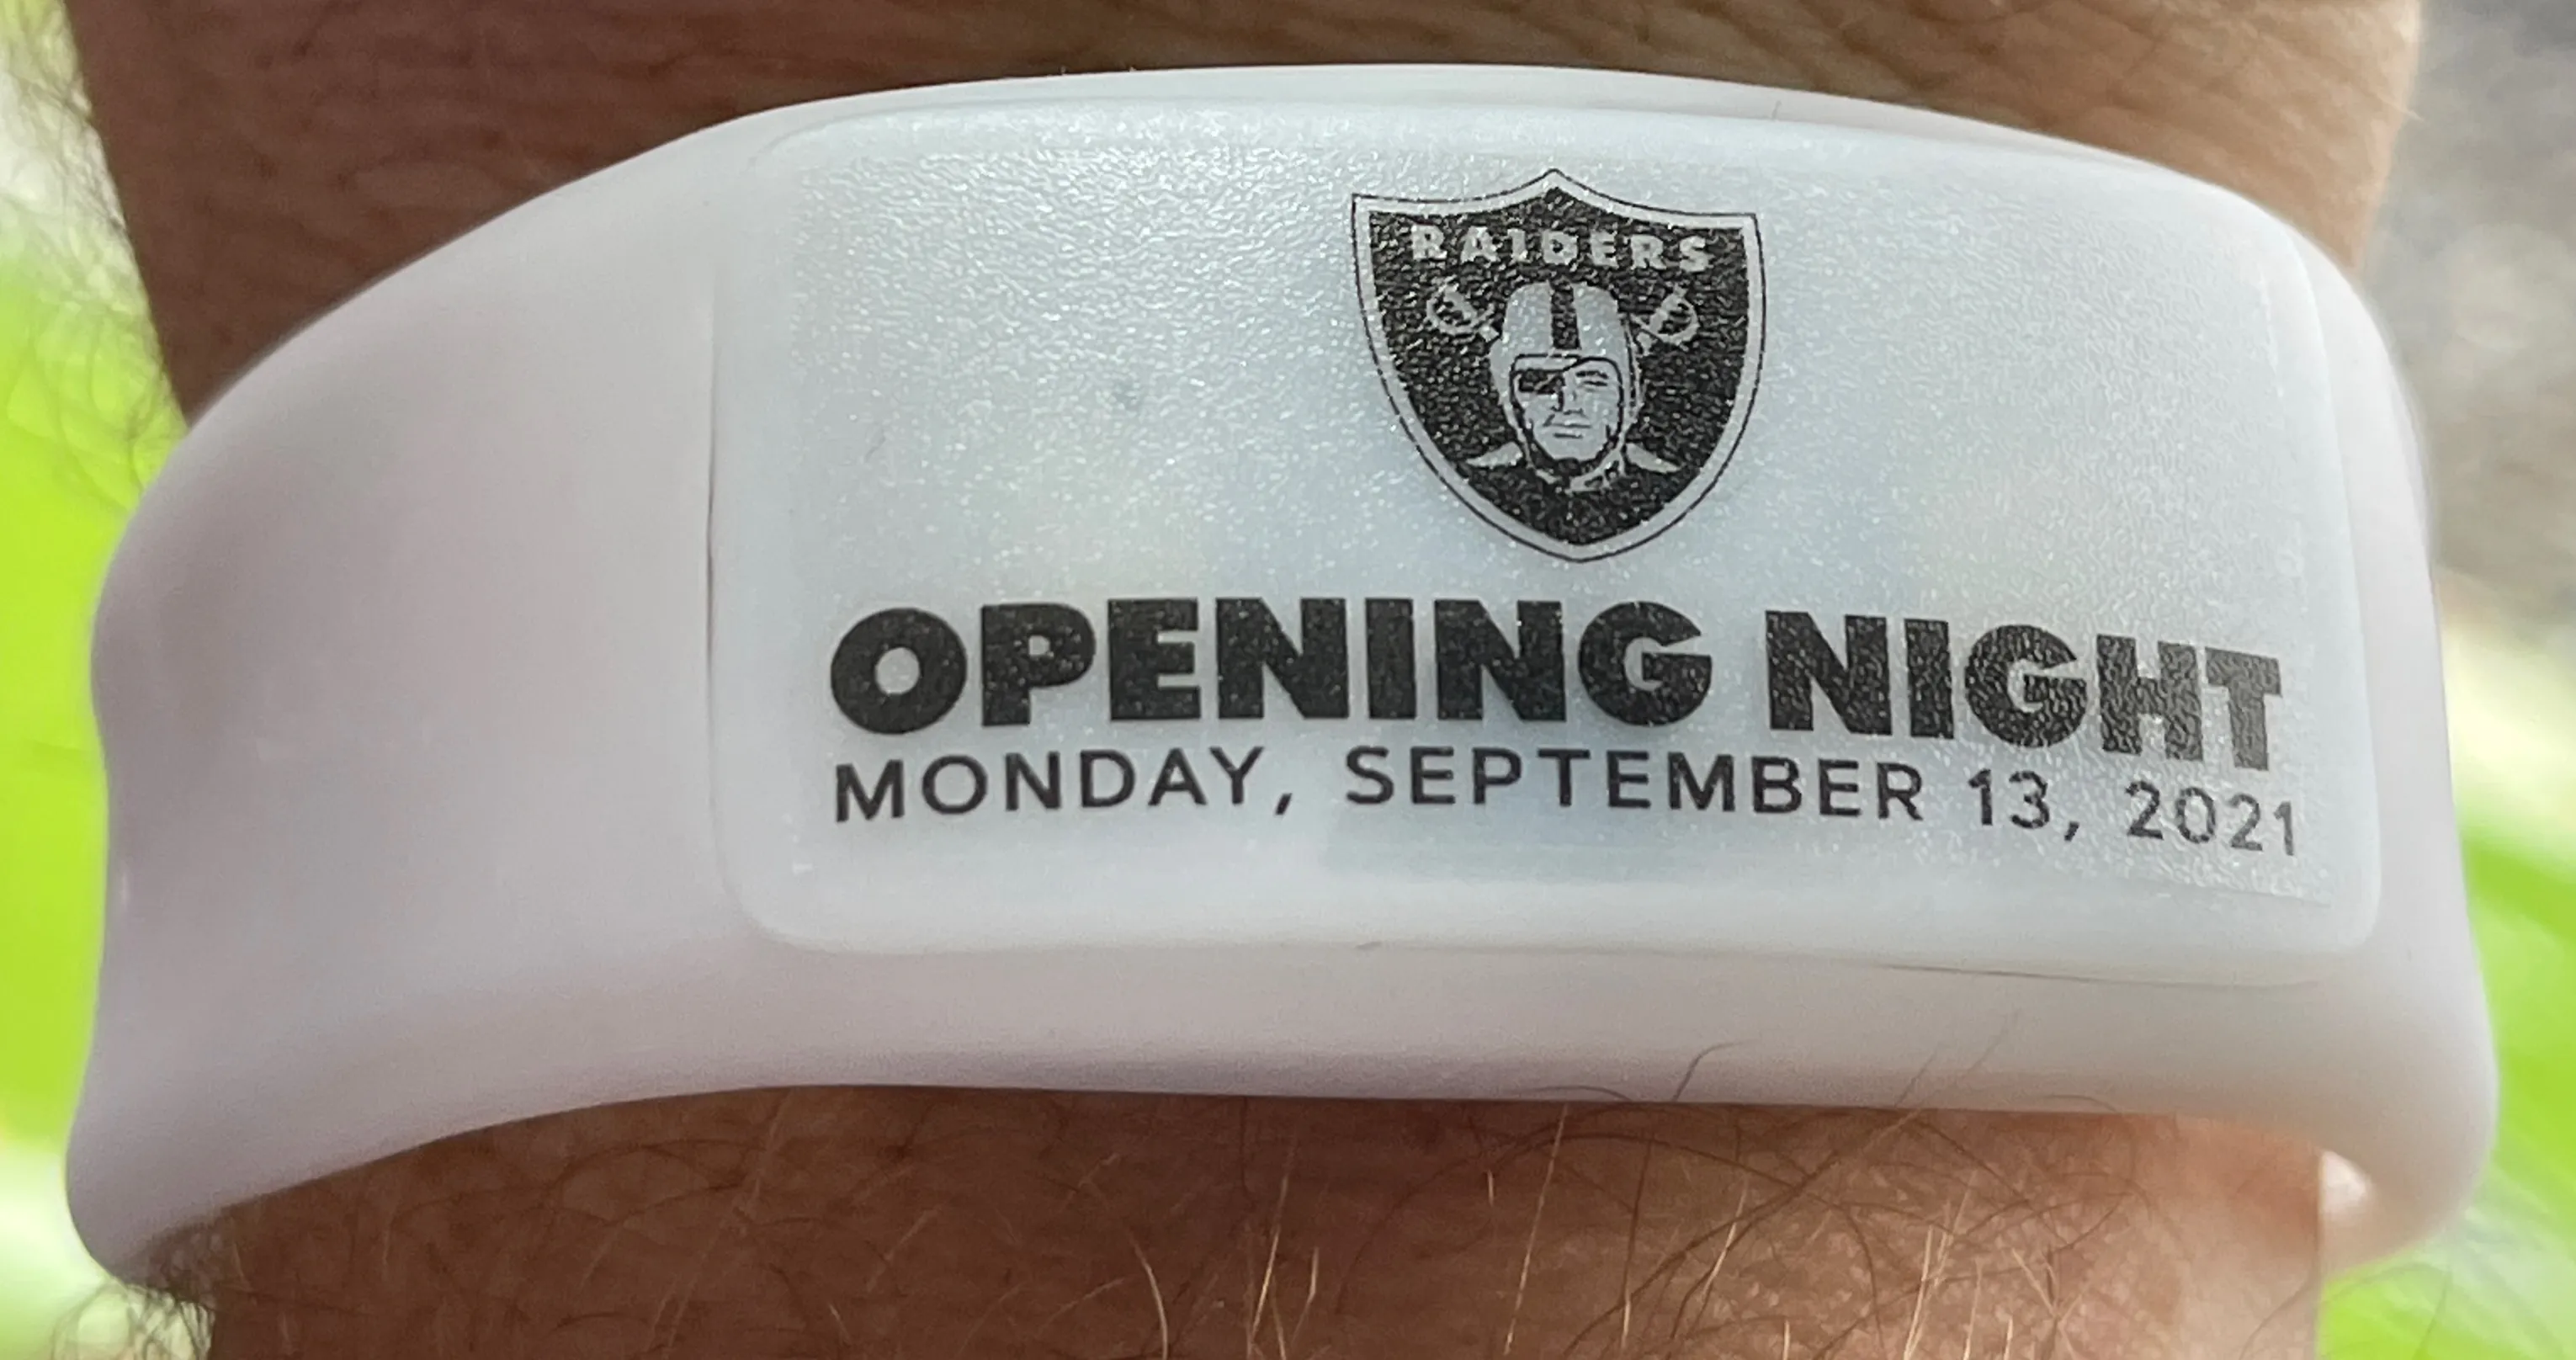 RAIDERS
OPENING NIGHT
MONDAY, SEPTEMBER 13, 2021